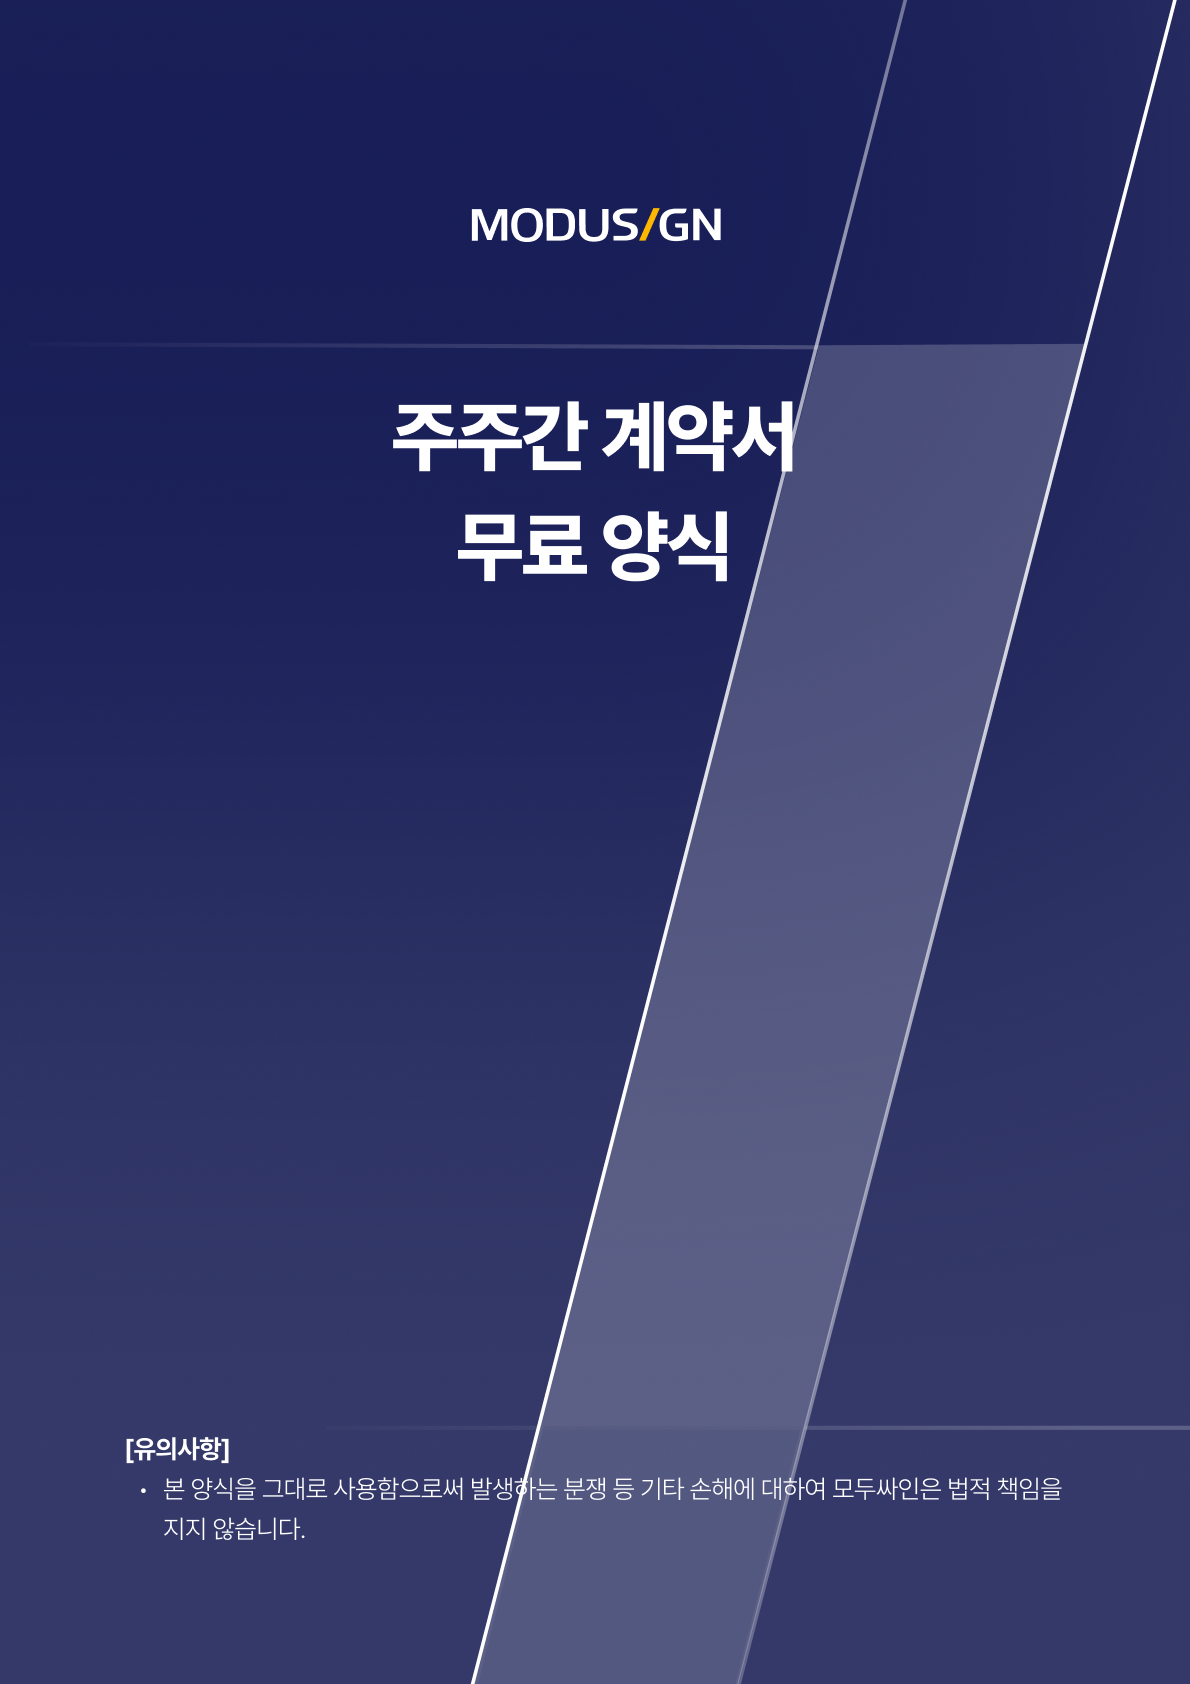 MODUSIGN
주주간 계약서
무료 양식
[유의사항]
• 본 양식을 그대로 사용함으로써 발생하는 분쟁 등 기타 손해에 대하여 모두싸인은 법적 책임을
지지 않습니다.